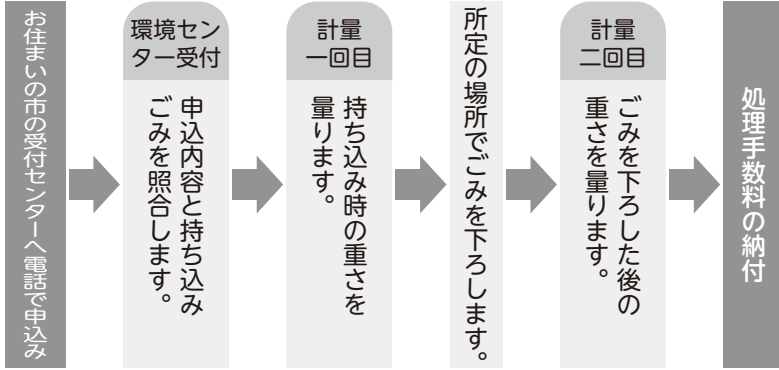 お住まいの市の受付センターへ電話で申込み
環境セン
ター受付
申込内容と持ち込み
ごみを照合します。
計量
一回目
持ち込み時の重さを
量ります。
所定の場所でごみを下ろします。
計量
二回目
ごみを下ろした後の
重さを量ります。
処理手数料の納付